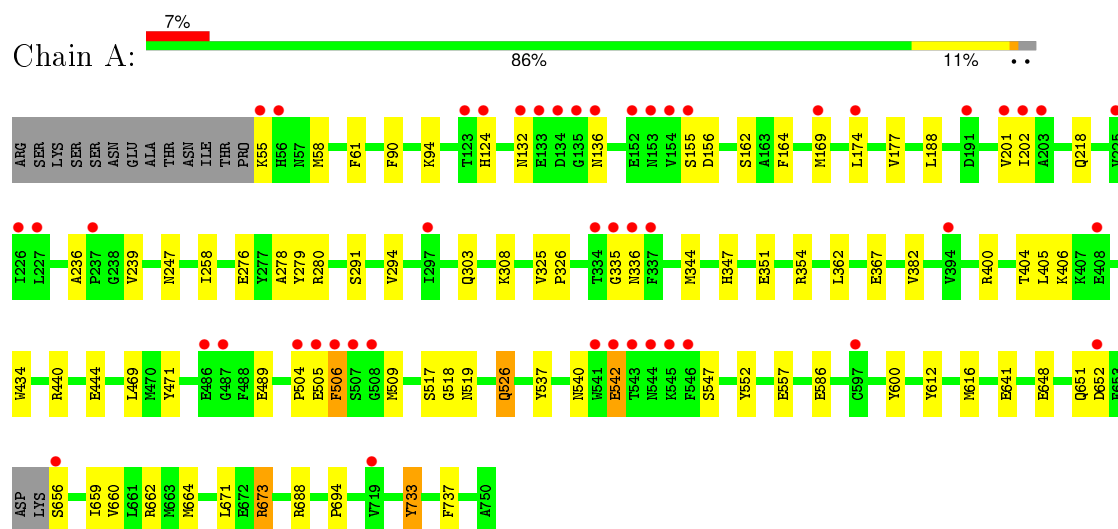 7%
Chain A:
86% 11% • •
ARG SER LYS SER SER ASN GLU ALA THR ASN ILE THR PRO K55 H56 N57 M58 F61 F90 K94 T123 H124 N132 E133 D134 G135 N136 E152 N153 V154 S155 D156 S162 A163 F164 M169 L174 V177 L188 D191 V201 I202 A203 Q218 V225
I226 L227 A236 P237 G238 V239 N247 I258 E276 Y277 A278 Y279 R280 S291 V294 I297 Q303 K308 V325 P326 T334 G335 N336 F337 M344 H347 E351 R354 L362 E367 V382 V394 R400 T404 L405 K406 K407 E408
W434 R440 E444 L469 M470 Y471 E486 G487 F488 E489 P504 E505 F506 S507 G508 M509 S517 G518 N519 Q526 Y537 N540 W541 E542 T543 N544 K545 F546 S547 Y552 E557 E586 C597 Y600 Y612 M616 E641 E648 Q651 D652 E653
ASP LYS S656 I659 V660 L661 R662 M663 M664 L671 E672 R673 R688 P694 V719 Y733 F737 A750